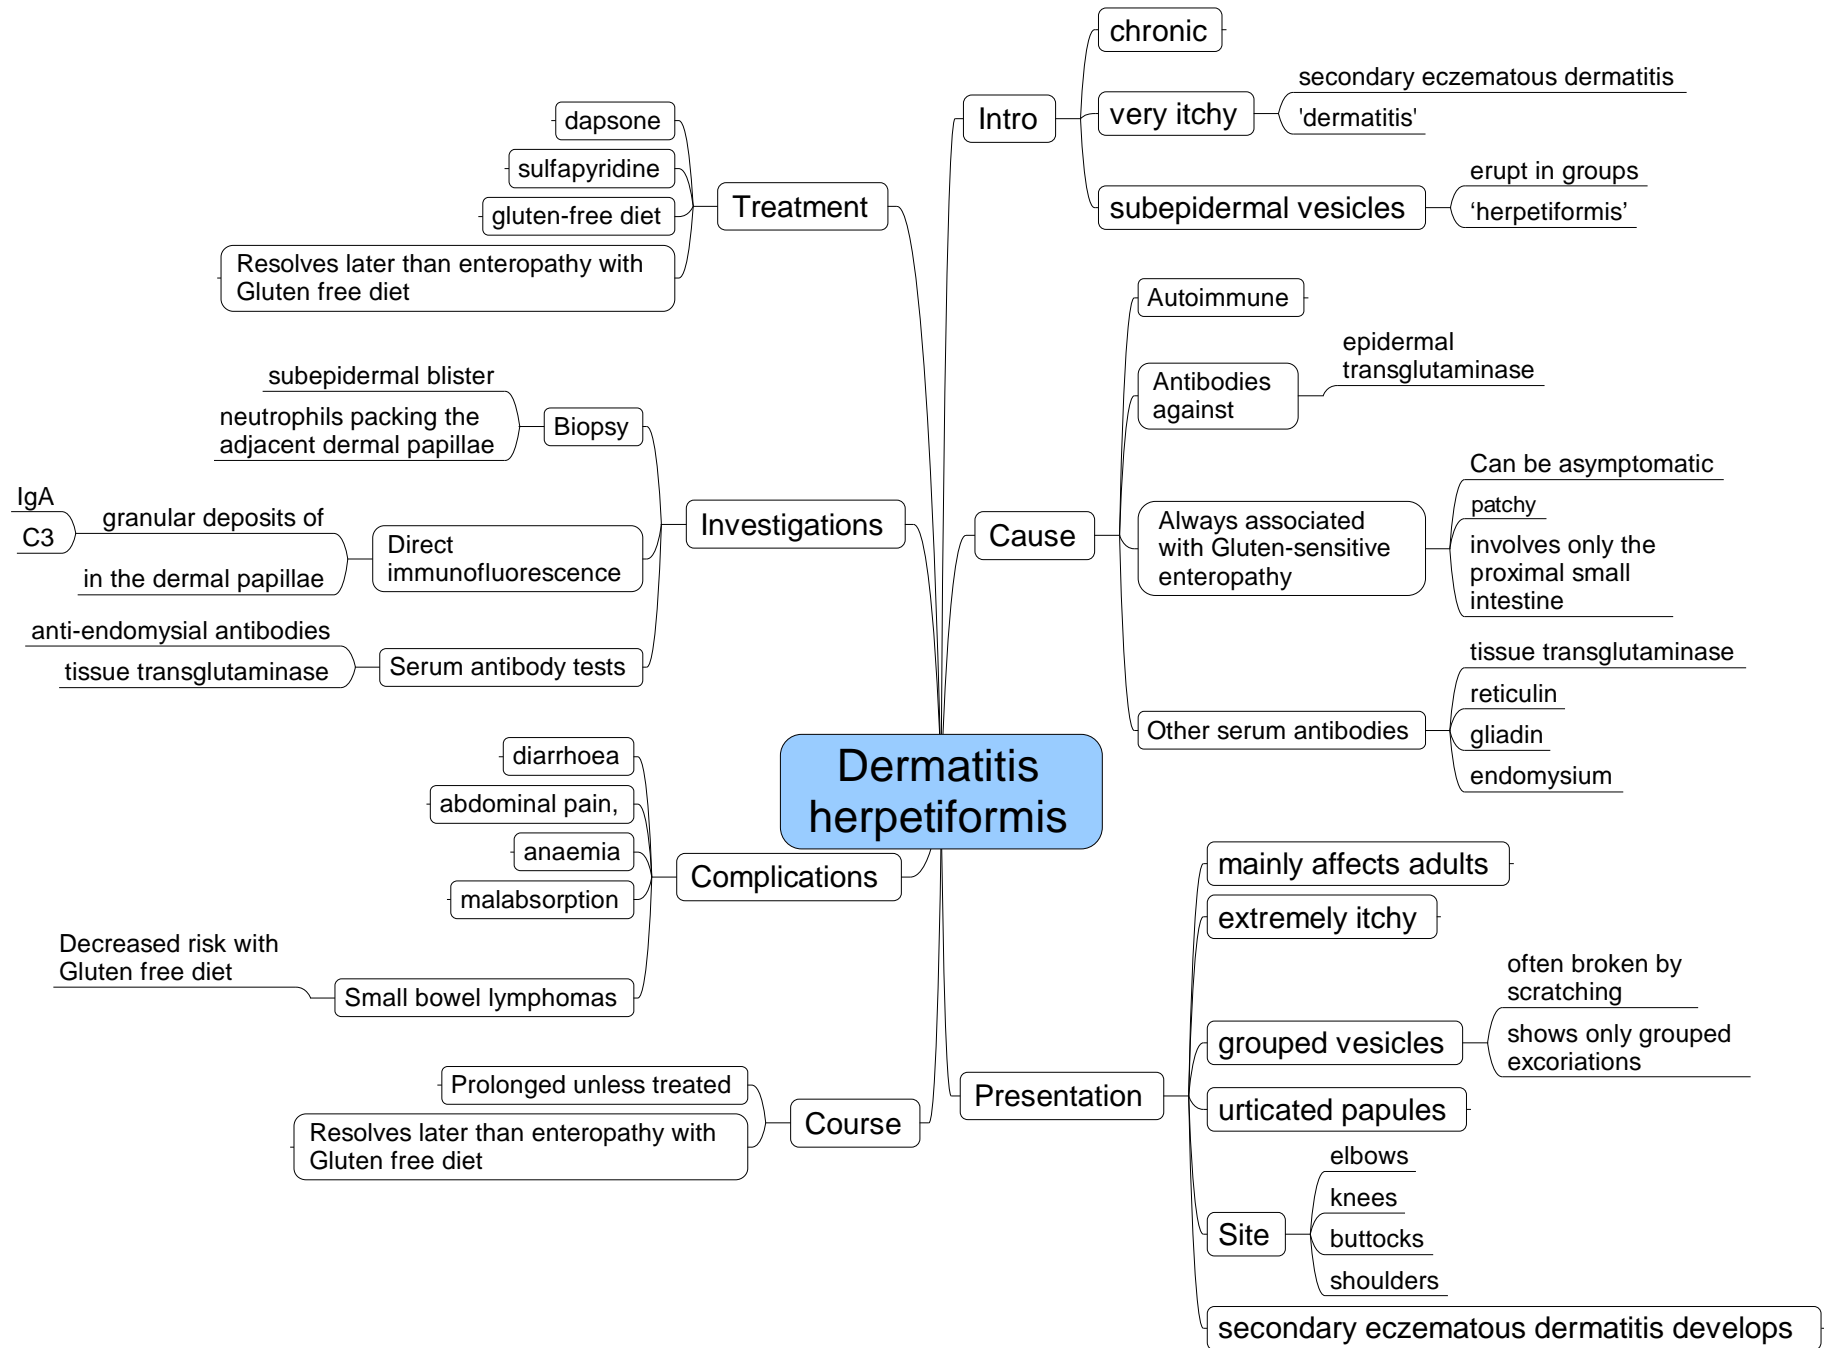 Dermatitis
herpetiformis
Intro
chronic
very itchy
secondary eczematous dermatitis
'dermatitis'
subepidermal vesicles
erupt in groups
‘herpetiformis’
Cause
Autoimmune
Antibodies
against
epidermal
transglutaminase
Always associated
with Gluten-sensitive
enteropathy
Can be asymptomatic
patchy
involves only the
proximal small
intestine
Other serum antibodies
tissue transglutaminase
reticulin
gliadin
endomysium
Presentation
mainly affects adults
extremely itchy
grouped vesicles
often broken by
scratching
shows only grouped
excoriations
urticated papules
Site
elbows
knees
buttocks
shoulders
secondary eczematous dermatitis develops
Treatment
dapsone
sulfapyridine
gluten-free diet
Resolves later than enteropathy with
Gluten free diet
Investigations
Biopsy
subepidermal blister
neutrophils packing the
adjacent dermal papillae
Direct
immunofluorescence
granular deposits of
IgA
C3
in the dermal papillae
Serum antibody tests
anti-endomysial antibodies
tissue transglutaminase
Complications
diarrhoea
abdominal pain,
anaemia
malabsorption
Small bowel lymphomas
Decreased risk with
Gluten free diet
Course
Prolonged unless treated
Resolves later than enteropathy with
Gluten free diet